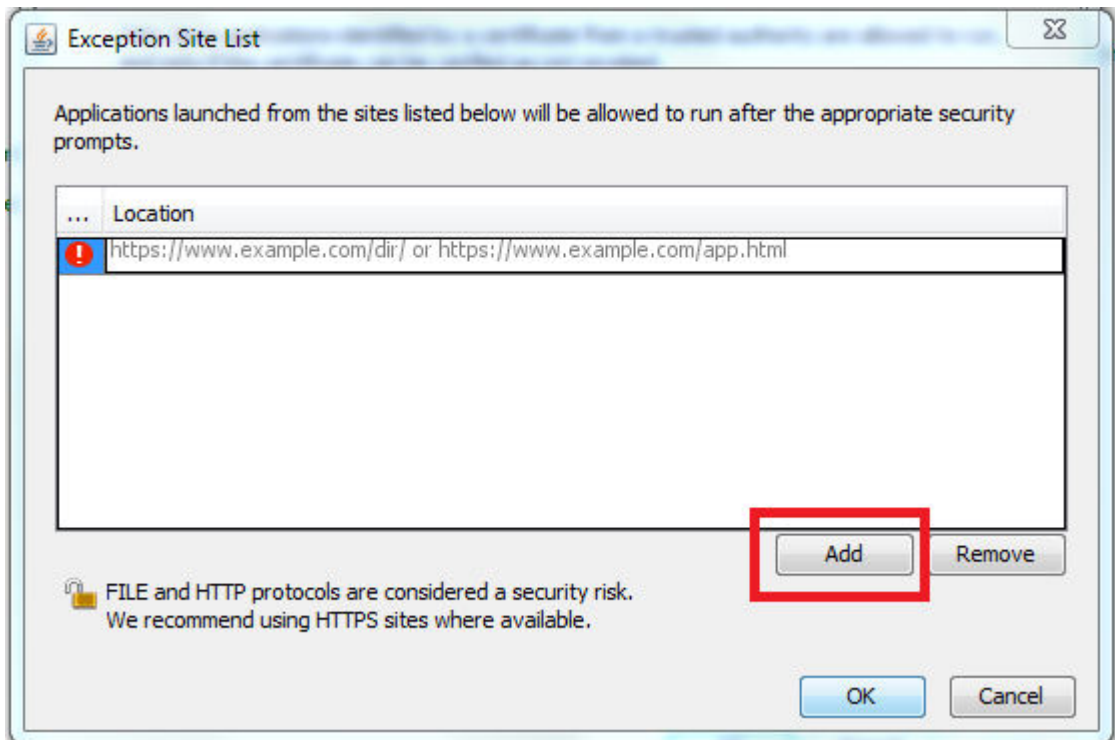 Exception Site List
Applications launched from the sites listed below will be allowed to run after the appropriate security
prompts.
... Location
https://www.example.com/dir/ or https://www.example.com/app.html
Add Remove
FILE and HTTP protocols are considered a security risk.
We recommend using HTTPS sites where available.
OK Cancel